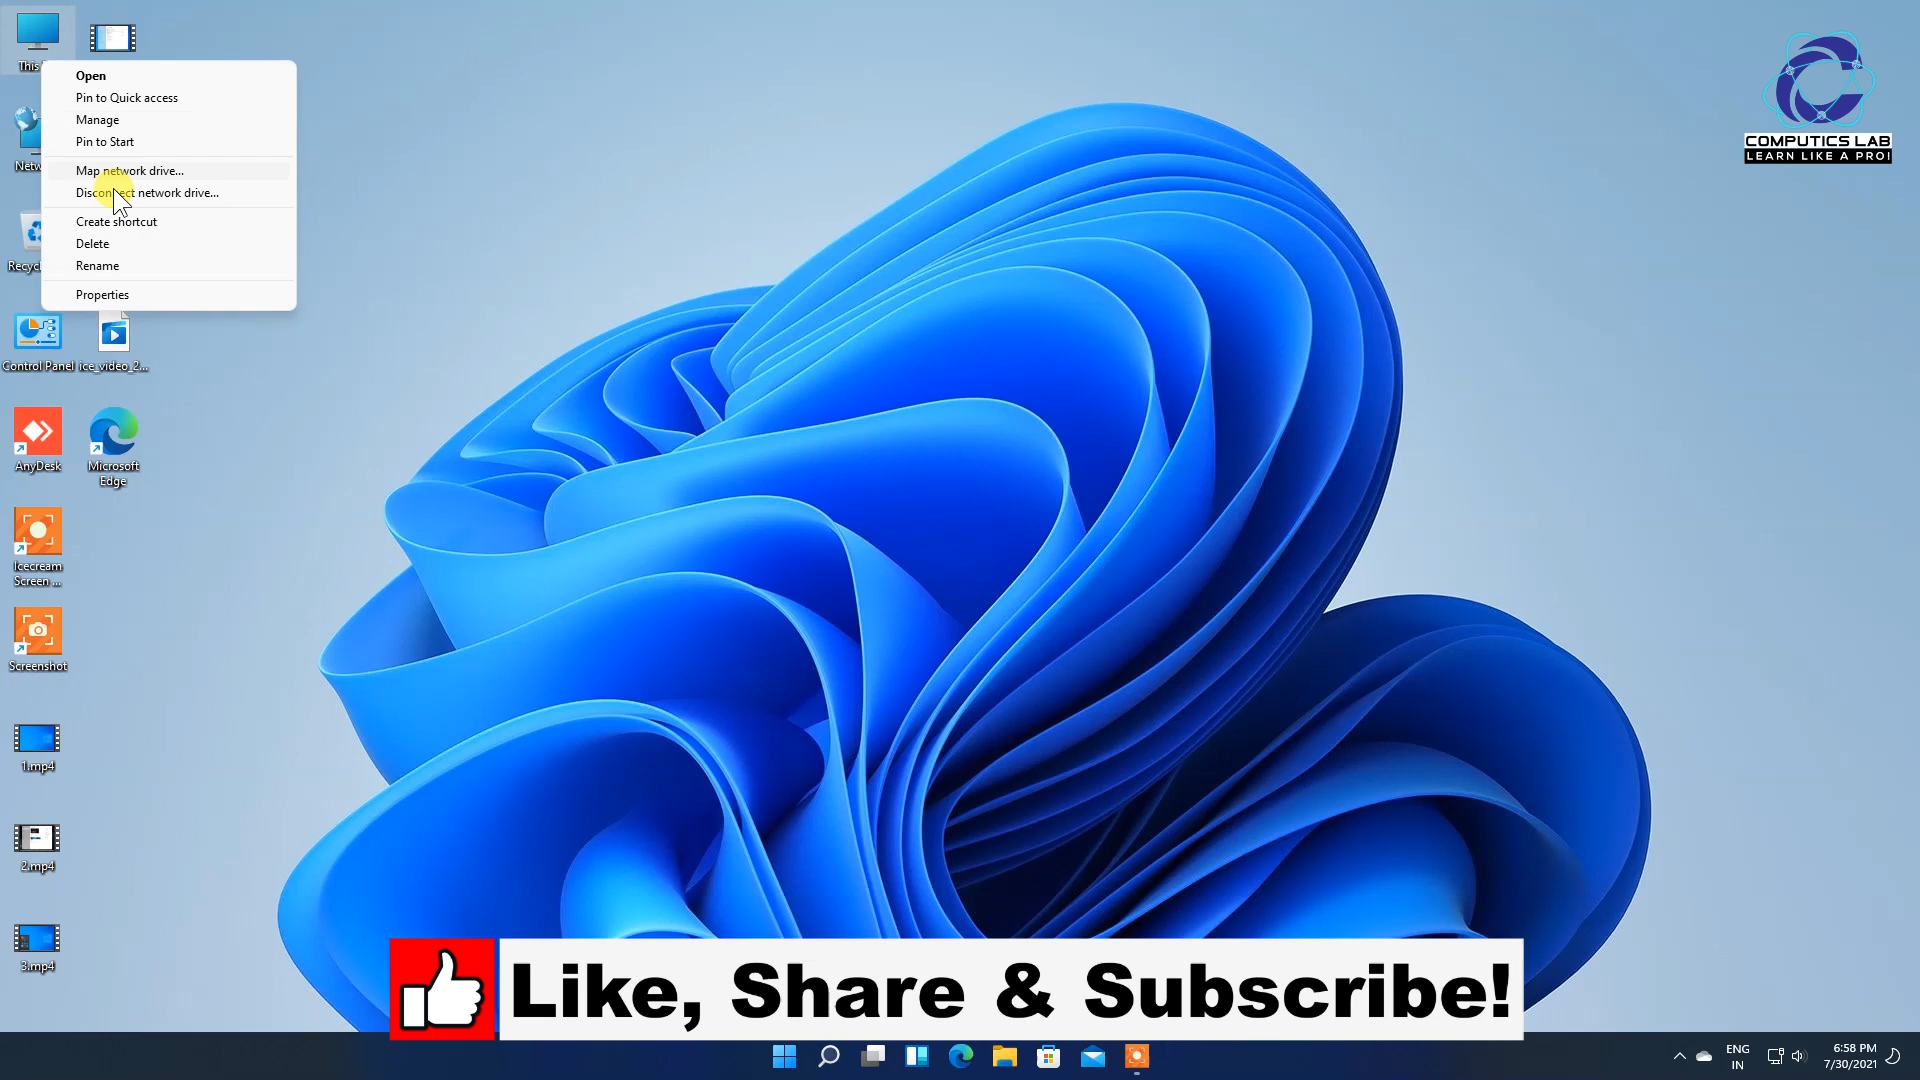 This
Open
Pin to Quick access
Manage
Pin to Start
Map network drive...
Disconnect network drive...
Create shortcut
Delete
Rename
Properties
Netw
Recycl
Control Panel
ice_video_2...
AnyDesk
Microsoft
Edge
Icecream
Screen ...
Screenshot
1.mp4
2.mp4
3.mp4
COMPUTICS LAB
LEARN LIKE A PRO!
Like, Share & Subscribe!
ENG
IN
6:58 PM
7/30/2021